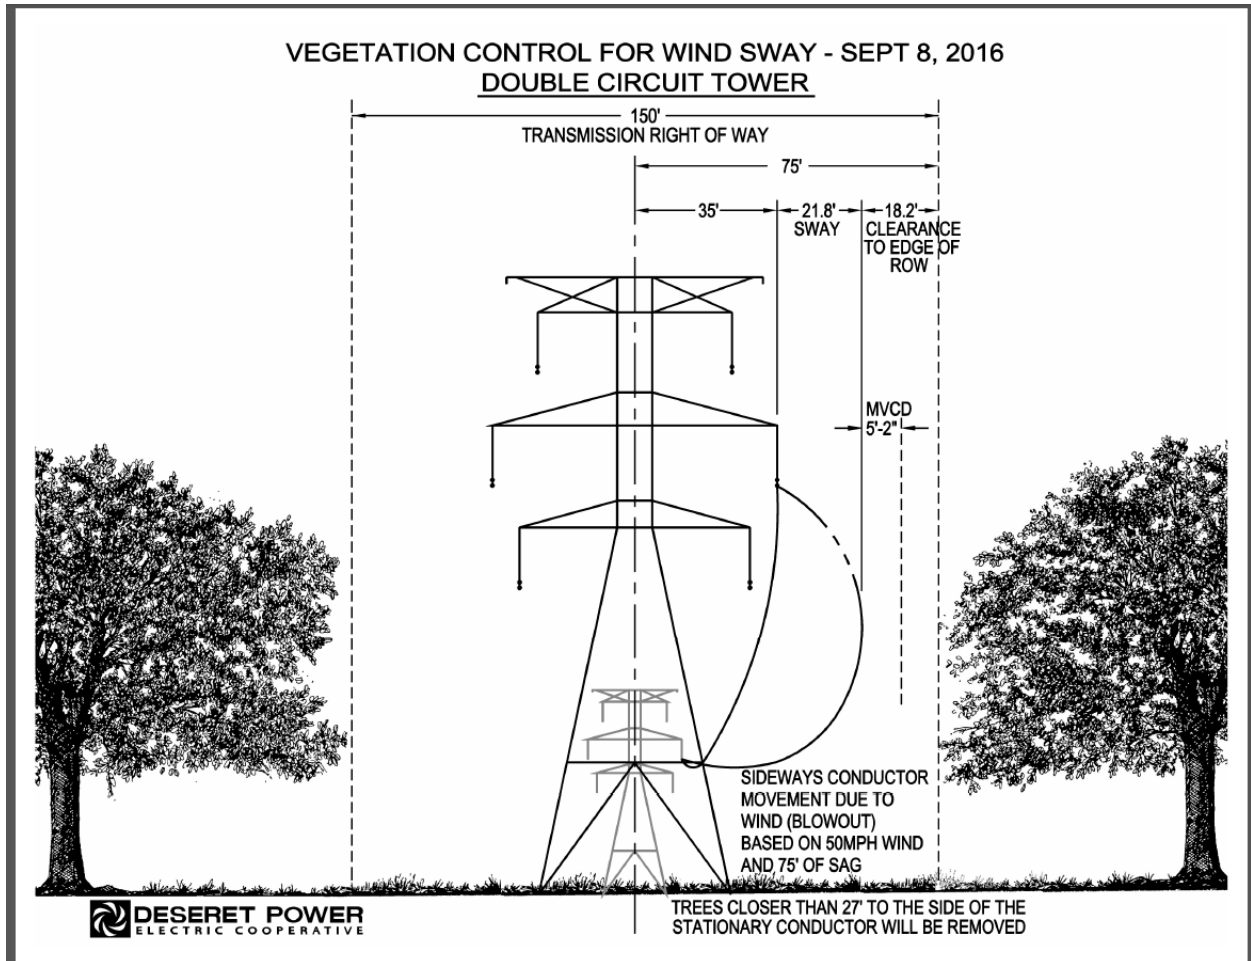 VEGETATION CONTROL FOR WIND SWAY - SEPT 8, 2016
DOUBLE CIRCUIT TOWER
150'
TRANSMISSION RIGHT OF WAY
75'
35'
21.8'
SWAY
18.2'
CLEARANCE
TO EDGE OF
ROW
MVCD
5'-2"
SIDEWAYS CONDUCTOR
MOVEMENT DUE TO
WIND (BLOWOUT)
BASED ON 50MPH WIND
AND 75' OF SAG
TREES CLOSER THAN 27' TO THE SIDE OF THE
STATIONARY CONDUCTOR WILL BE REMOVED
DESERET POWER
ELECTRIC COOPERATIVE